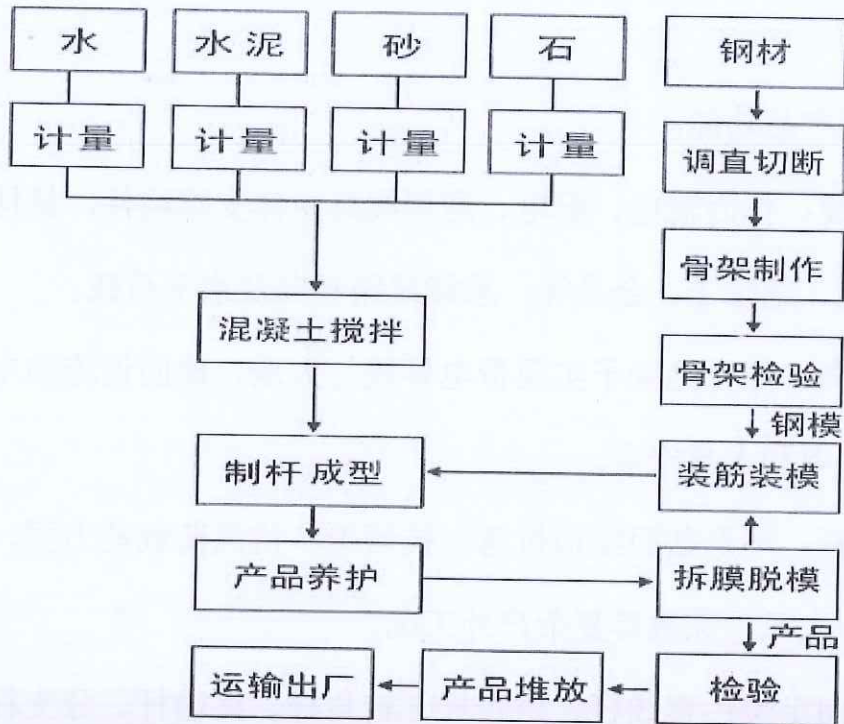 水 水泥 砂 石 钢材
计量 计量 计量 计量 调直切断
骨架制作
混凝土搅拌
骨架检验
钢模
制杆成型 装筋装模
产品养护 拆膜脱模
产品
运输出厂 产品堆放 检验